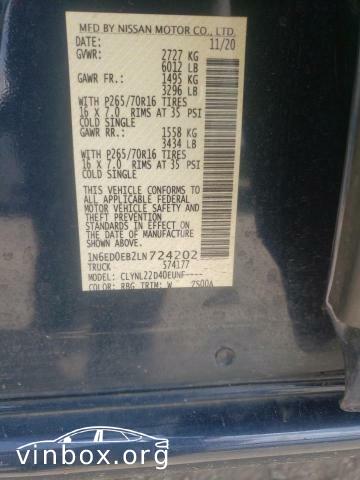 MFD BY NISSAN MOTOR CO., LTD.
DATE: 11/20
GVWR: 2727 KG
6012 LB
GAWR FR.: 1495 KG
3296 LB
WITH P265/70R16 TIRES
16 X 7.0 RIMS AT 35 PSI
COLD SINGLE
GAWR RR.: 1558 KG
3434 LB
WITH P265/70R16 TIRES
16 X 7.0 RIMS AT 35 PSI
COLD SINGLE
THIS VEHICLE CONFORMS TO
ALL APPLICABLE FEDERAL
MOTOR VEHICLE SAFETY AND
STANDARDS IN EFFECT ON
THE DATE OF MANUFACTURE
SHOWN ABOVE.
1N6ED0EB2LN724202
TRUCK 574177
MODEL: CLYNL22D40EUNF----
COLOR: RBG TRIM: W 2S00A
vinbox.org